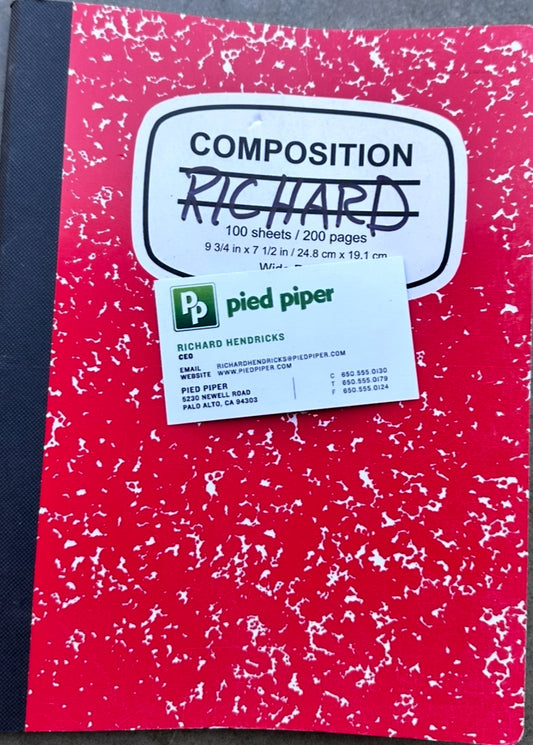 COMPOSITION
RICHARD
100 sheets / 200 pages
9 3/4 in x 7 1/2 in / 24.8 cm x 19.1 cm
Pp pied piper
RICHARD HENDRICKS
CEO
EMAIL RICHARDHENDRICKS@PIEDPIPER.COM
WEBSITE WWW.PIEDPIPER.COM
PIED PIPER
5230 NEWELL ROAD
PALO ALTO, CA 94303
C 650.555.0130
T 650.555.0179
F 650.555.0124